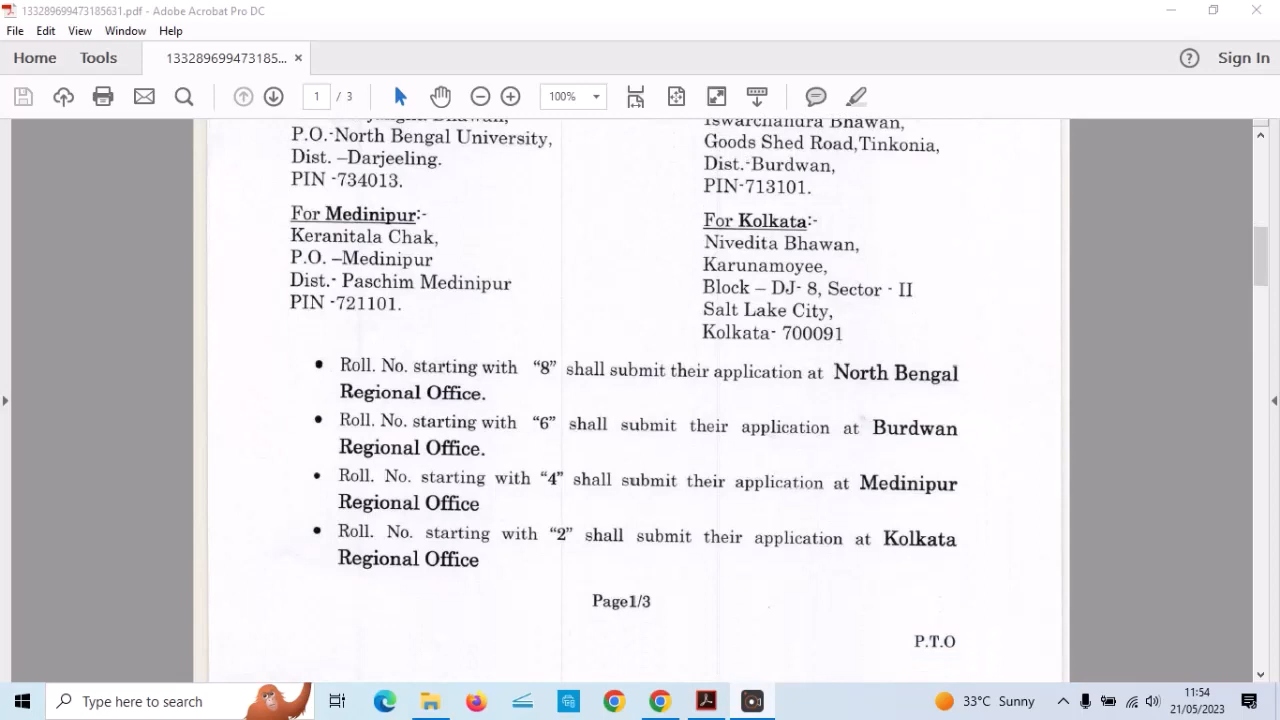 133289699473185631.pdf - Adobe Acrobat Pro DC
File Edit View Window Help
Home Tools 133289699473185... × Sign In
1 / 3 100%
P.O.-North Bengal University,
Dist. –Darjeeling.
PIN -734013.
Iswarchandra Bhawan,
Goods Shed Road,Tinkonia,
Dist.-Burdwan,
PIN-713101.
For Medinipur:-
Keranitala Chak,
P.O. –Medinipur
Dist.- Paschim Medinipur
PIN -721101.
For Kolkata:-
Nivedita Bhawan,
Karunamoyee,
Block – DJ- 8, Sector - II
Salt Lake City,
Kolkata- 700091
• Roll. No. starting with “8” shall submit their application at North Bengal
Regional Office.
• Roll. No. starting with “6” shall submit their application at Burdwan
Regional Office.
• Roll. No. starting with “4” shall submit their application at Medinipur
Regional Office
• Roll. No. starting with “2” shall submit their application at Kolkata
Regional Office
Page1/3
P.T.O
Type here to search
33°C Sunny
11:54
21/05/2023